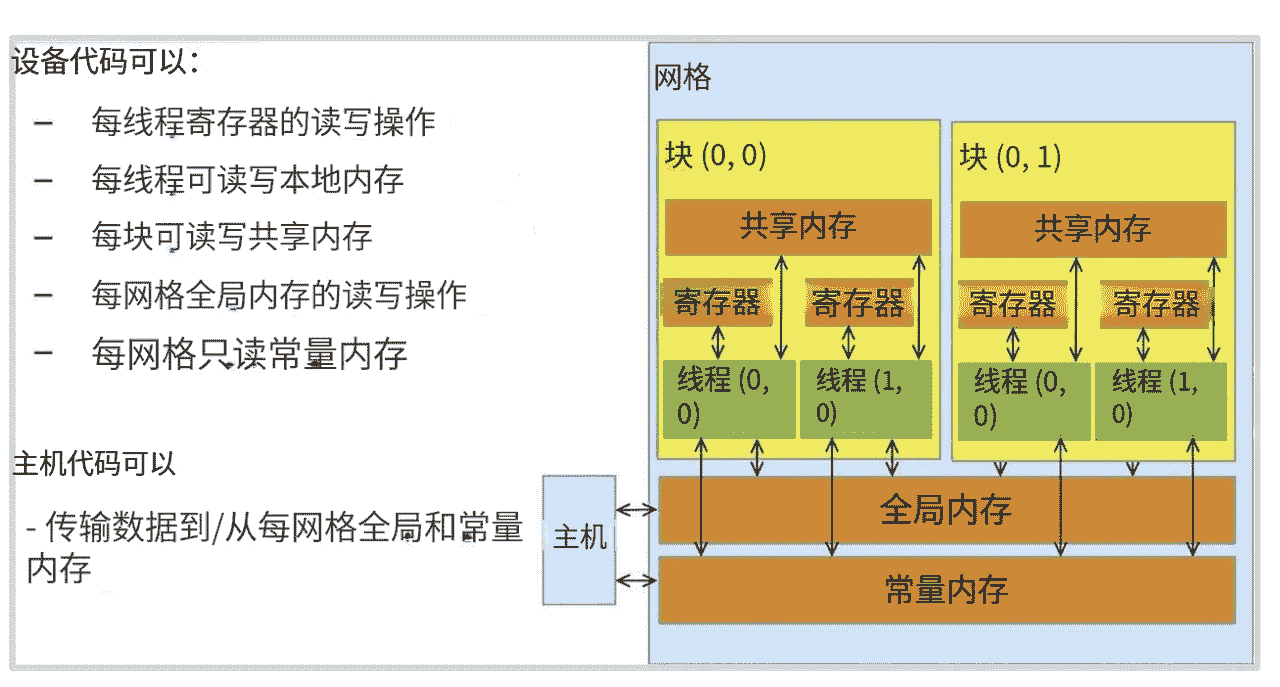 设备代码可以：
– 每线程寄存器的读写操作
– 每线程可读写本地内存
– 每块可读写共享内存
– 每网格全局内存的读写操作
– 每网格只读常量内存
主机代码可以
- 传输数据到/从每网格全局和常量
内存
主机
网格
块 (0, 0)
共享内存
寄存器
寄存器
线程 (0,
0)
线程 (1,
0)
块 (0, 1)
共享内存
寄存器
寄存器
线程 (0,
0)
线程 (1,
0)
全局内存
常量内存